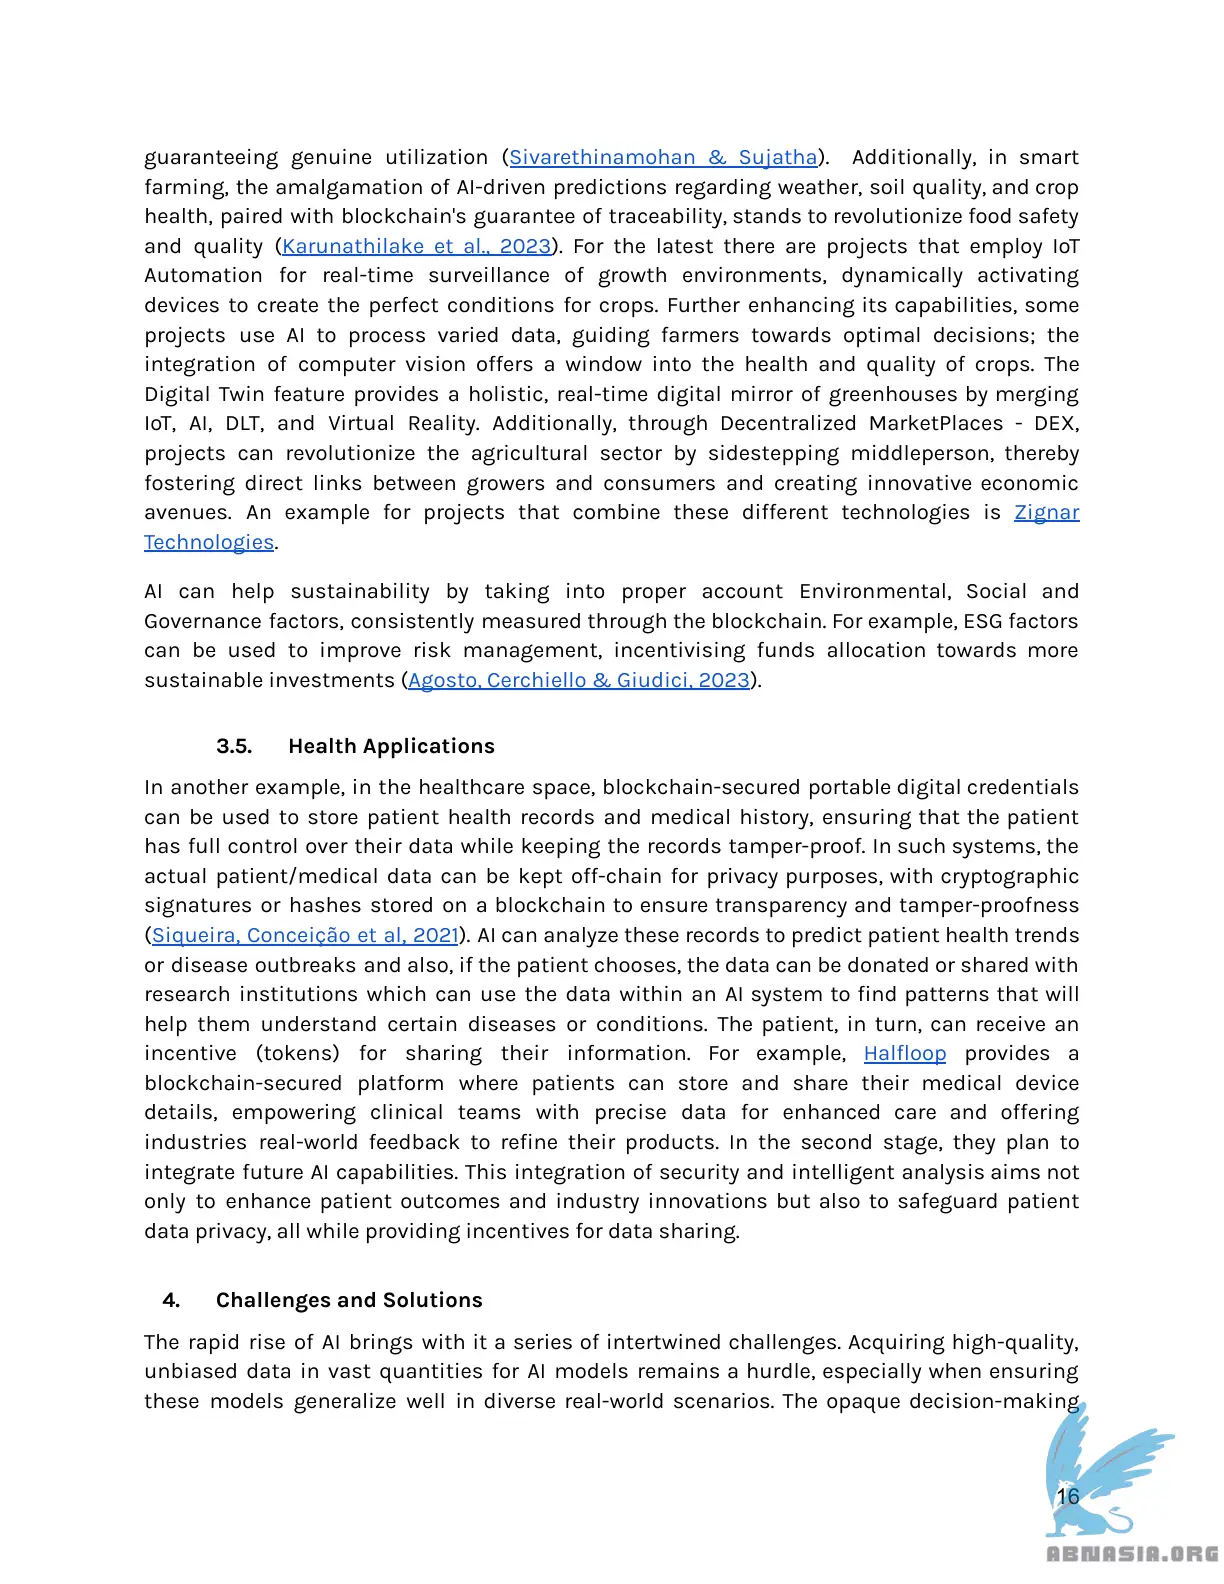 guaranteeing genuine utilization (Sivarethinamohan & Sujatha). Additionally, in smart
farming, the amalgamation of AI-driven predictions regarding weather, soil quality, and crop
health, paired with blockchain's guarantee of traceability, stands to revolutionize food safety
and quality (Karunathilake et al., 2023). For the latest there are projects that employ IoT
Automation for real-time surveillance of growth environments, dynamically activating
devices to create the perfect conditions for crops. Further enhancing its capabilities, some
projects use AI to process varied data, guiding farmers towards optimal decisions; the
integration of computer vision offers a window into the health and quality of crops. The
Digital Twin feature provides a holistic, real-time digital mirror of greenhouses by merging
IoT, AI, DLT, and Virtual Reality. Additionally, through Decentralized MarketPlaces - DEX,
projects can revolutionize the agricultural sector by sidestepping middleperson, thereby
fostering direct links between growers and consumers and creating innovative economic
avenues. An example for projects that combine these different technologies is Zignar
Technologies.
AI can help sustainability by taking into proper account Environmental, Social and
Governance factors, consistently measured through the blockchain. For example, ESG factors
can be used to improve risk management, incentivising funds allocation towards more
sustainable investments (Agosto, Cerchiello & Giudici, 2023).
3.5. Health Applications
In another example, in the healthcare space, blockchain-secured portable digital credentials
can be used to store patient health records and medical history, ensuring that the patient
has full control over their data while keeping the records tamper-proof. In such systems, the
actual patient/medical data can be kept off-chain for privacy purposes, with cryptographic
signatures or hashes stored on a blockchain to ensure transparency and tamper-proofness
(Siqueira, Conceição et al, 2021). AI can analyze these records to predict patient health trends
or disease outbreaks and also, if the patient chooses, the data can be donated or shared with
research institutions which can use the data within an AI system to find patterns that will
help them understand certain diseases or conditions. The patient, in turn, can receive an
incentive (tokens) for sharing their information. For example, Halfloop provides a
blockchain-secured platform where patients can store and share their medical device
details, empowering clinical teams with precise data for enhanced care and offering
industries real-world feedback to refine their products. In the second stage, they plan to
integrate future AI capabilities. This integration of security and intelligent analysis aims not
only to enhance patient outcomes and industry innovations but also to safeguard patient
data privacy, all while providing incentives for data sharing.
4. Challenges and Solutions
The rapid rise of AI brings with it a series of intertwined challenges. Acquiring high-quality,
unbiased data in vast quantities for AI models remains a hurdle, especially when ensuring
these models generalize well in diverse real-world scenarios. The opaque decision-making
16
ABNASIA.ORG